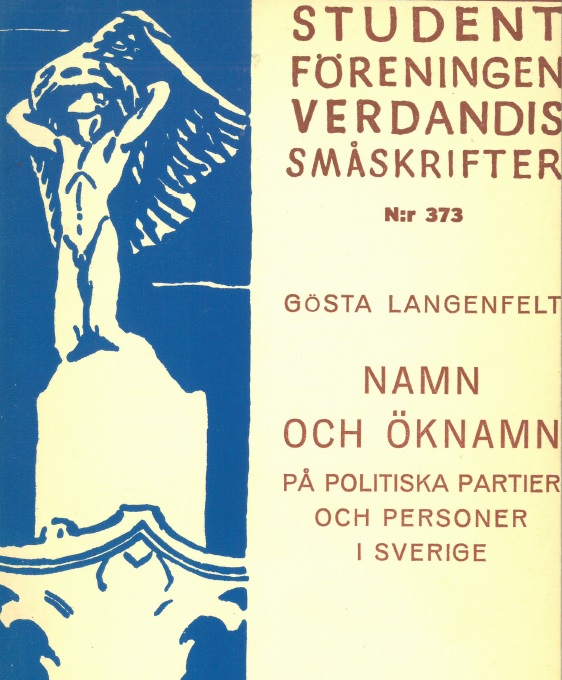 STUDENT
FÖRENINGEN
VERDANDIS
SMÅSKRIFTER
N:r 373
GÖSTA LANGENFELT
NAMN
OCH ÖKNAMN
PÅ POLITISKA PARTIER
OCH PERSONER
I SVERIGE